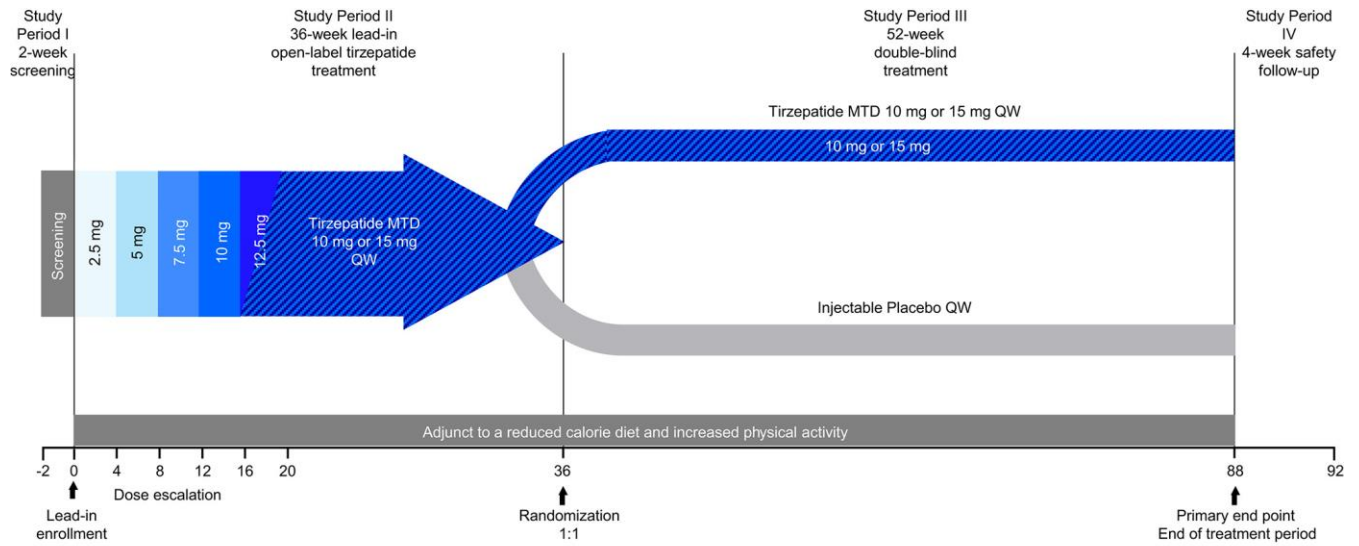 Study
Period I
2-week
screening
Study Period II
36-week lead-in
open-label tirzepatide
treatment
Study Period III
52-week
double-blind
treatment
Study Period
IV
4-week safety
follow-up
Tirzepatide MTD 10 mg or 15 mg QW
10 mg or 15 mg
Screening
2.5 mg
5 mg
7.5 mg
10 mg
12.5 mg
Tirzepatide MTD
10 mg or 15 mg
QW
Injectable Placebo QW
Adjunct to a reduced calorie diet and increased physical activity
-2 0 4 8 12 16 20 36 88 92
Dose escalation
Lead-in
enrollment
Randomization
1:1
Primary end point
End of treatment period